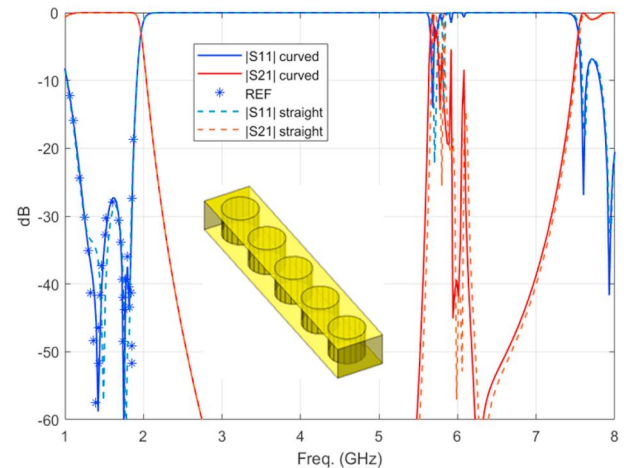 0
-10
-20
-30
-40
-50
-60
dB
|S11| curved
|S21| curved
REF
|S11| straight
|S21| straight
1 2 3 4 5 6 7 8
Freq. (GHz)